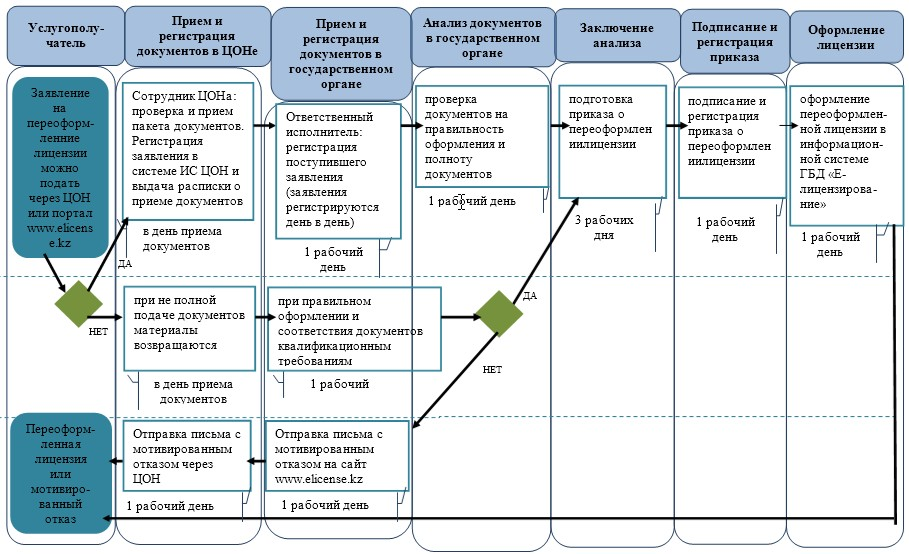 Услугополу-
чатель
Прием и
регистрация
документов в ЦОНе
Прием и
регистрация
документов в
государственном
органе
Анализ документов
в государственном
органе
Заключение
анализа
Подписание и
регистрация
приказа
Оформление
лицензии
Заявление
на
переоформ-
ленние
лицензии
можно
подать
через ЦОН
или портал
www.elicens
e.kz
Сотрудник ЦОНа:
проверка и прием
пакета документов.
Регистрация
заявления в
системе ИС ЦОН и
выдача расписки о
приеме документов
в день приема
документов
Ответственный
исполнитель:
регистрация
поступившего
заявления
(заявления
регистрируются
день в день)
1 рабочий
день
проверка
документов на
правильность
оформления и
полноту
документов
1 рабочий день
подготовка
приказа о
переоформлен
иилицензии
3 рабочих
дня
подписание и
регистрация
приказа о
переоформлен
иилицензии
1 рабочий
день
оформление
переоформлен-
ной лицензии в
информацион-
ной системе
ГБД «Е-
лицензирова-
ние»
1 рабочий
день
ДА
НЕТ
при не полной
подаче документов
материалы
возвращаются
в день приема
документов
при правильном
оформлении и
соответствия документов
квалификационным
требованиям
1 рабочий
ДА
НЕТ
Переоформ-
ленная
лицензия
или
мотивиро-
ванный
отказ
Отправка письма с
мотивированным
отказом через
ЦОН
1 рабочий день
Отправка письма с
мотивированным
отказом на сайт
www.elicense.kz
1 рабочий день